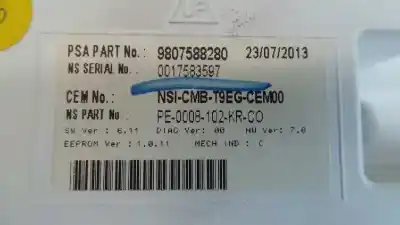 PSA PART No.: 9807588280 23/07/2013
NS SERIAL No.: 0017583597
CEM No.: NSI-CMB-T9EG-CEM00
NS PART No.: PE-0008-102-KR-CO
SW Ver : 6.11 DIAG Ver: 00 HW Ver: 7.0
EEPROM Ver : 1.0.11 MECH IND : C